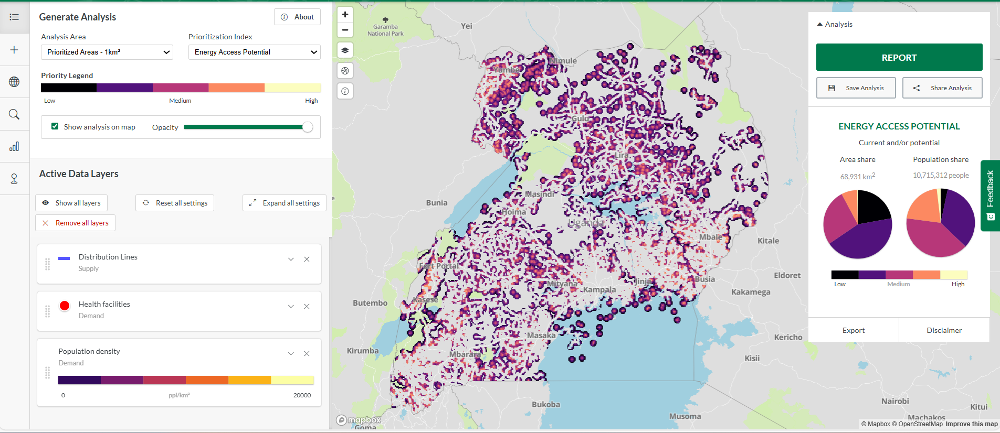 Generate Analysis
About
Analysis Area
Prioritization Index
Prioritized Areas - 1km²
Energy Access Potential
Priority Legend
Low
Medium
High
Show analysis on map
Opacity
Active Data Layers
Show all layers
Reset all settings
Expand all settings
Remove all layers
Distribution Lines
Supply
Health facilities
Demand
Population density
Demand
0
ppl/km²
20000
Garamba
National Park
Yei
Nimule
Yumbe
Gulu
Lira
Masindi
Bunia
Hoima
Uganda
Mbale
Kitale
Fort Portal
Eldoret
Mityana
Jinja
Busia
Kampala
Kakamega
Butembo
Kasese
Masaka
Kericho
Kirumba
Mbarara
Kisii
Bukoba
Nairobi
Kitui
Musoma
Machakos
mapbox
Goma
© Mapbox © OpenStreetMap Improve this map
Analysis
REPORT
Save Analysis
Share Analysis
ENERGY ACCESS POTENTIAL
Current and/or potential
Area share
Population share
68,931 km²
10,715,312 people
Low
Medium
High
Export
Disclaimer
Feedback